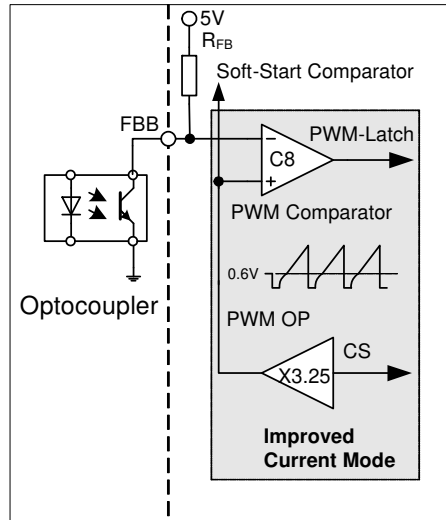 5V
RFB
Soft-Start Comparator
FBB
PWM-Latch
−
C8
+
PWM Comparator
0.6V
Optocoupler
PWM OP
CS
X3.25
Improved
Current Mode